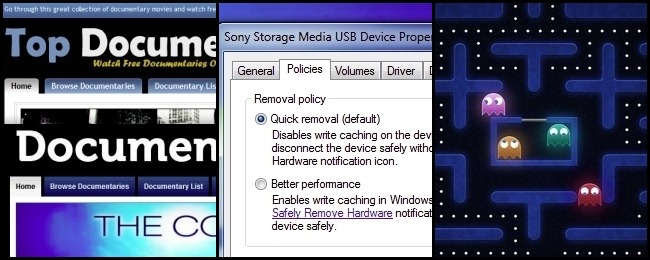 Go through this great collection of documentary movies and watch free
Top Docume
Watch Free Documentaries O
Home Browse Documentaries Documentary List
Documen
Home Browse Documentaries Documentary List
THE CO
Sony Storage Media USB Device Proper
General Policies Volumes Driver D
Removal policy
Quick removal (default)
Disables write caching on the dev
disconnect the device safely witho
Hardware notification icon.
Better performance
Enables write caching in Windows
Safely Remove Hardware notificat
device safely.